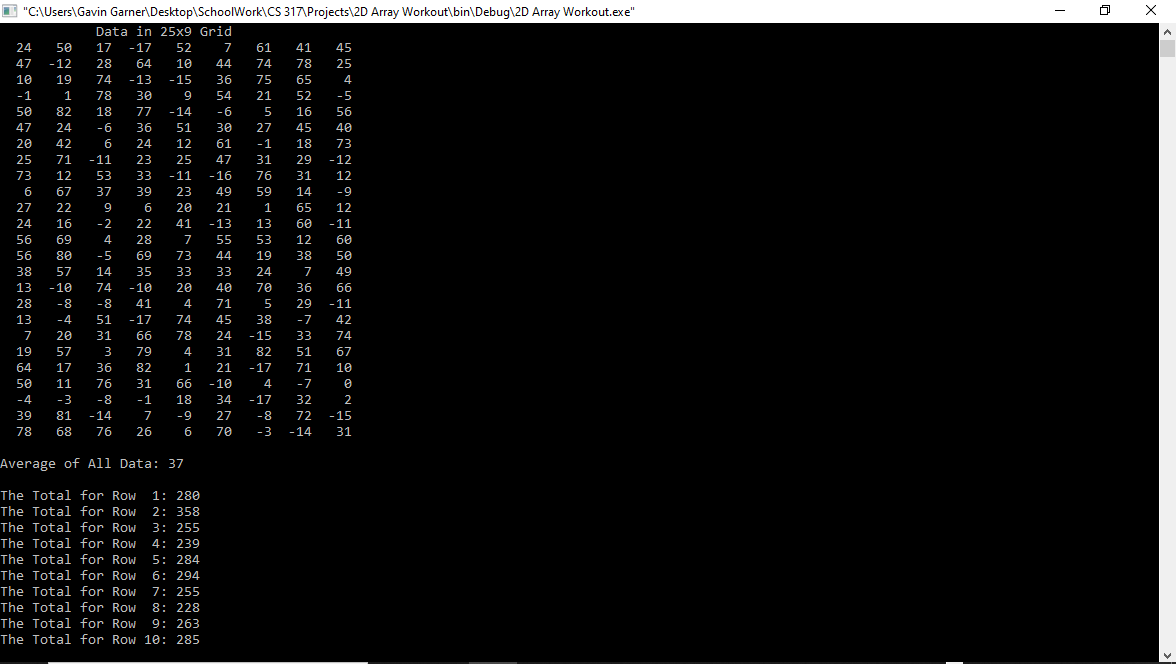 "C:\Users\Gavin Garner\Desktop\SchoolWork\CS 317\Projects\2D Array Workout\bin\Debug\2D Array Workout.exe"
Data in 25x9 Grid
24 50 17 -17 52 7 61 41 45
47 -12 28 64 10 44 74 78 25
10 19 74 -13 -15 36 75 65 4
-1 1 78 30 9 54 21 52 -5
50 82 18 77 -14 -6 5 16 56
47 24 -6 36 51 30 27 45 40
20 42 6 24 12 61 -1 18 73
25 71 -11 23 25 47 31 29 -12
73 12 53 33 -11 -16 76 31 12
6 67 37 39 23 49 59 14 -9
27 22 9 6 20 21 1 65 12
24 16 -2 22 41 -13 13 60 -11
56 69 4 28 7 55 53 12 60
56 80 -5 69 73 44 19 38 50
38 57 14 35 33 33 24 7 49
13 -10 74 -10 20 40 70 36 66
28 -8 -8 41 4 71 5 29 -11
13 -4 51 -17 74 45 38 -7 42
7 20 31 66 78 24 -15 33 74
19 57 3 79 4 31 82 51 67
64 17 36 82 1 21 -17 71 10
50 11 76 31 66 -10 4 -7 0
-4 -3 -8 -1 18 34 -17 32 2
39 81 -14 7 -9 27 -8 72 -15
78 68 76 26 6 70 -3 -14 31
Average of All Data: 37
The Total for Row 1: 280
The Total for Row 2: 358
The Total for Row 3: 255
The Total for Row 4: 239
The Total for Row 5: 284
The Total for Row 6: 294
The Total for Row 7: 255
The Total for Row 8: 228
The Total for Row 9: 263
The Total for Row 10: 285